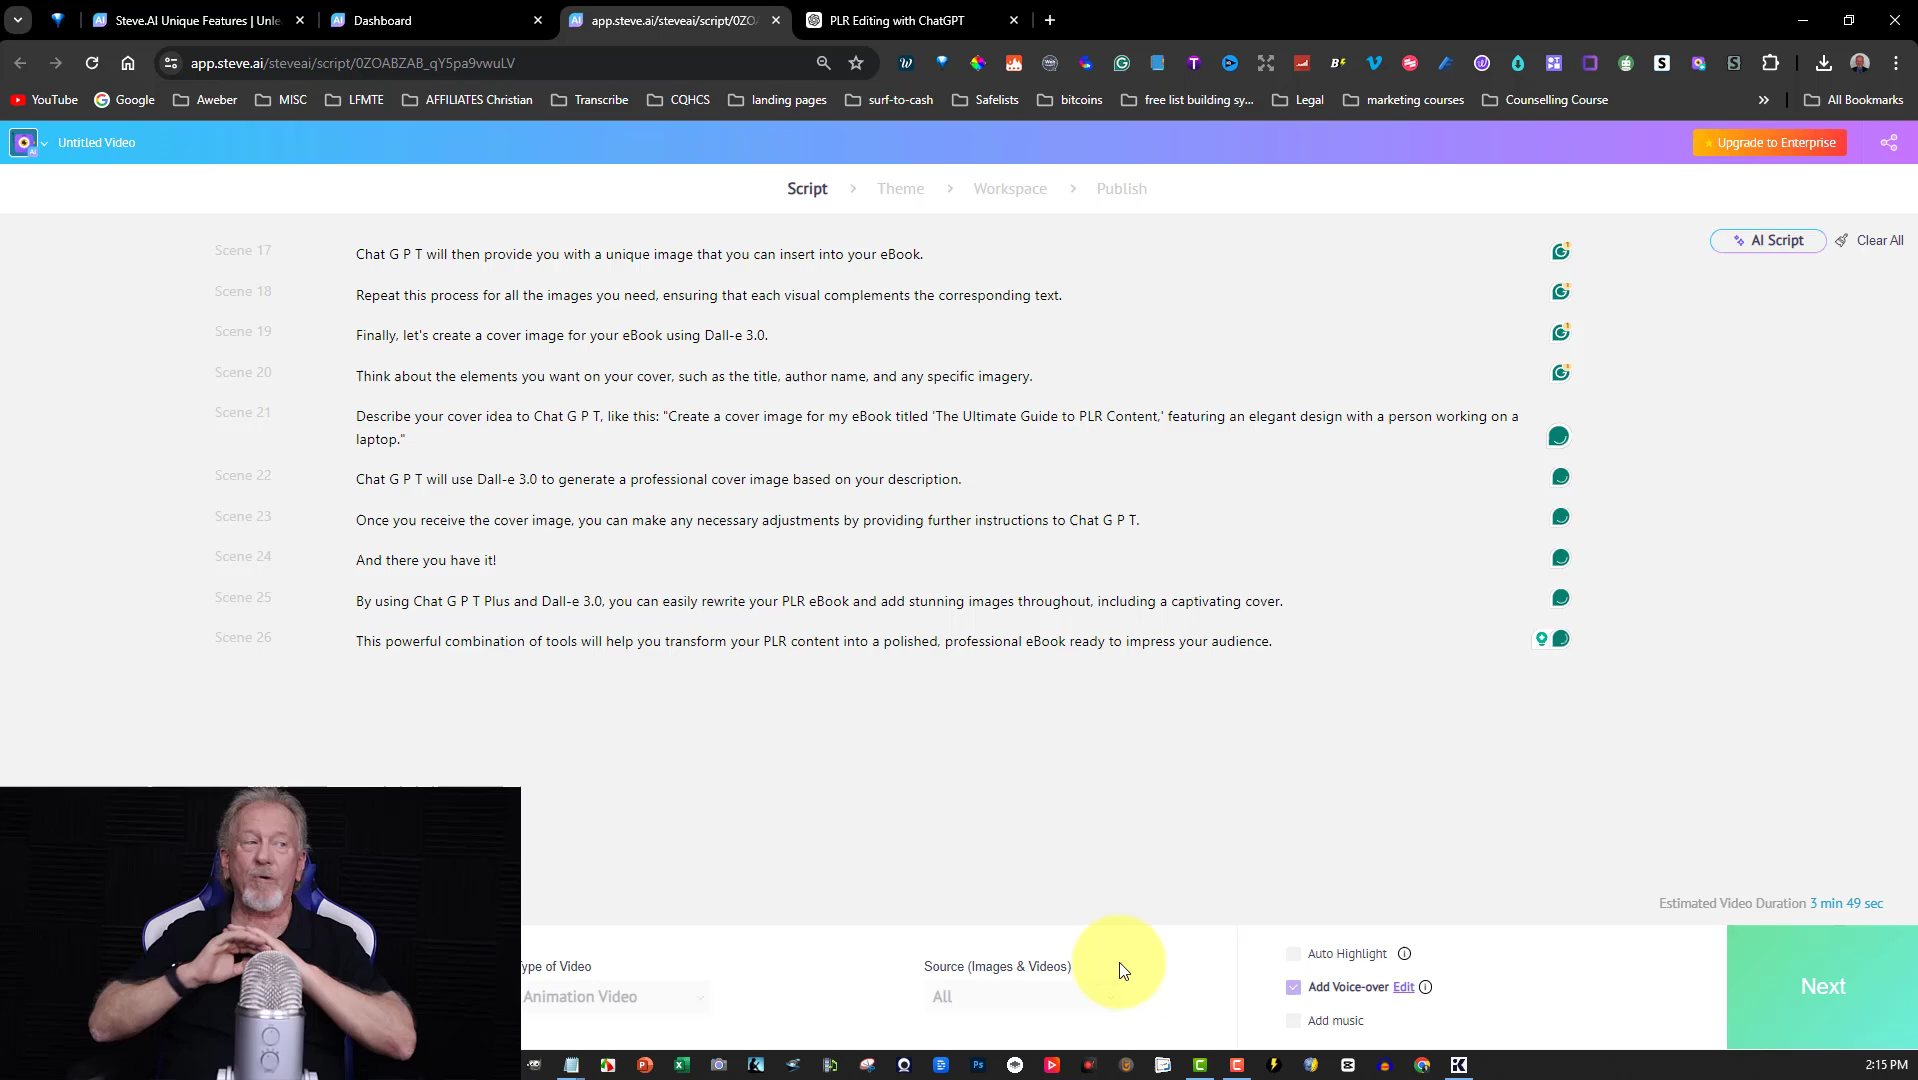 Steve.AI Unique Features | Unle
Dashboard
app.steve.ai/steveai/script/0ZOA
PLR Editing with ChatGPT
app.steve.ai/steveai/script/0ZOABZAB_qY5pa9vwuLV
YouTube
Google
Aweber
MISC
LFMTE
AFFILIATES Christian
Transcribe
CQHCS
landing pages
surf-to-cash
Safelists
bitcoins
free list building sy...
Legal
marketing courses
Counselling Course
All Bookmarks
Untitled Video
Upgrade to Enterprise
Script
Theme
Workspace
Publish
AI Script
Clear All
Scene 17
Chat G P T will then provide you with a unique image that you can insert into your eBook.
Scene 18
Repeat this process for all the images you need, ensuring that each visual complements the corresponding text.
Scene 19
Finally, let's create a cover image for your eBook using Dall-e 3.0.
Scene 20
Think about the elements you want on your cover, such as the title, author name, and any specific imagery.
Scene 21
Describe your cover idea to Chat G P T, like this: "Create a cover image for my eBook titled 'The Ultimate Guide to PLR Content,' featuring an elegant design with a person working on a
laptop."
Scene 22
Chat G P T will use Dall-e 3.0 to generate a professional cover image based on your description.
Scene 23
Once you receive the cover image, you can make any necessary adjustments by providing further instructions to Chat G P T.
Scene 24
And there you have it!
Scene 25
By using Chat G P T Plus and Dall-e 3.0, you can easily rewrite your PLR eBook and add stunning images throughout, including a captivating cover.
Scene 26
This powerful combination of tools will help you transform your PLR content into a polished, professional eBook ready to impress your audience.
Estimated Video Duration 3 min 49 sec
Type of Video
Animation Video
Source (Images & Videos)
All
Auto Highlight
Add Voice-over Edit
Add music
Next
2:15 PM